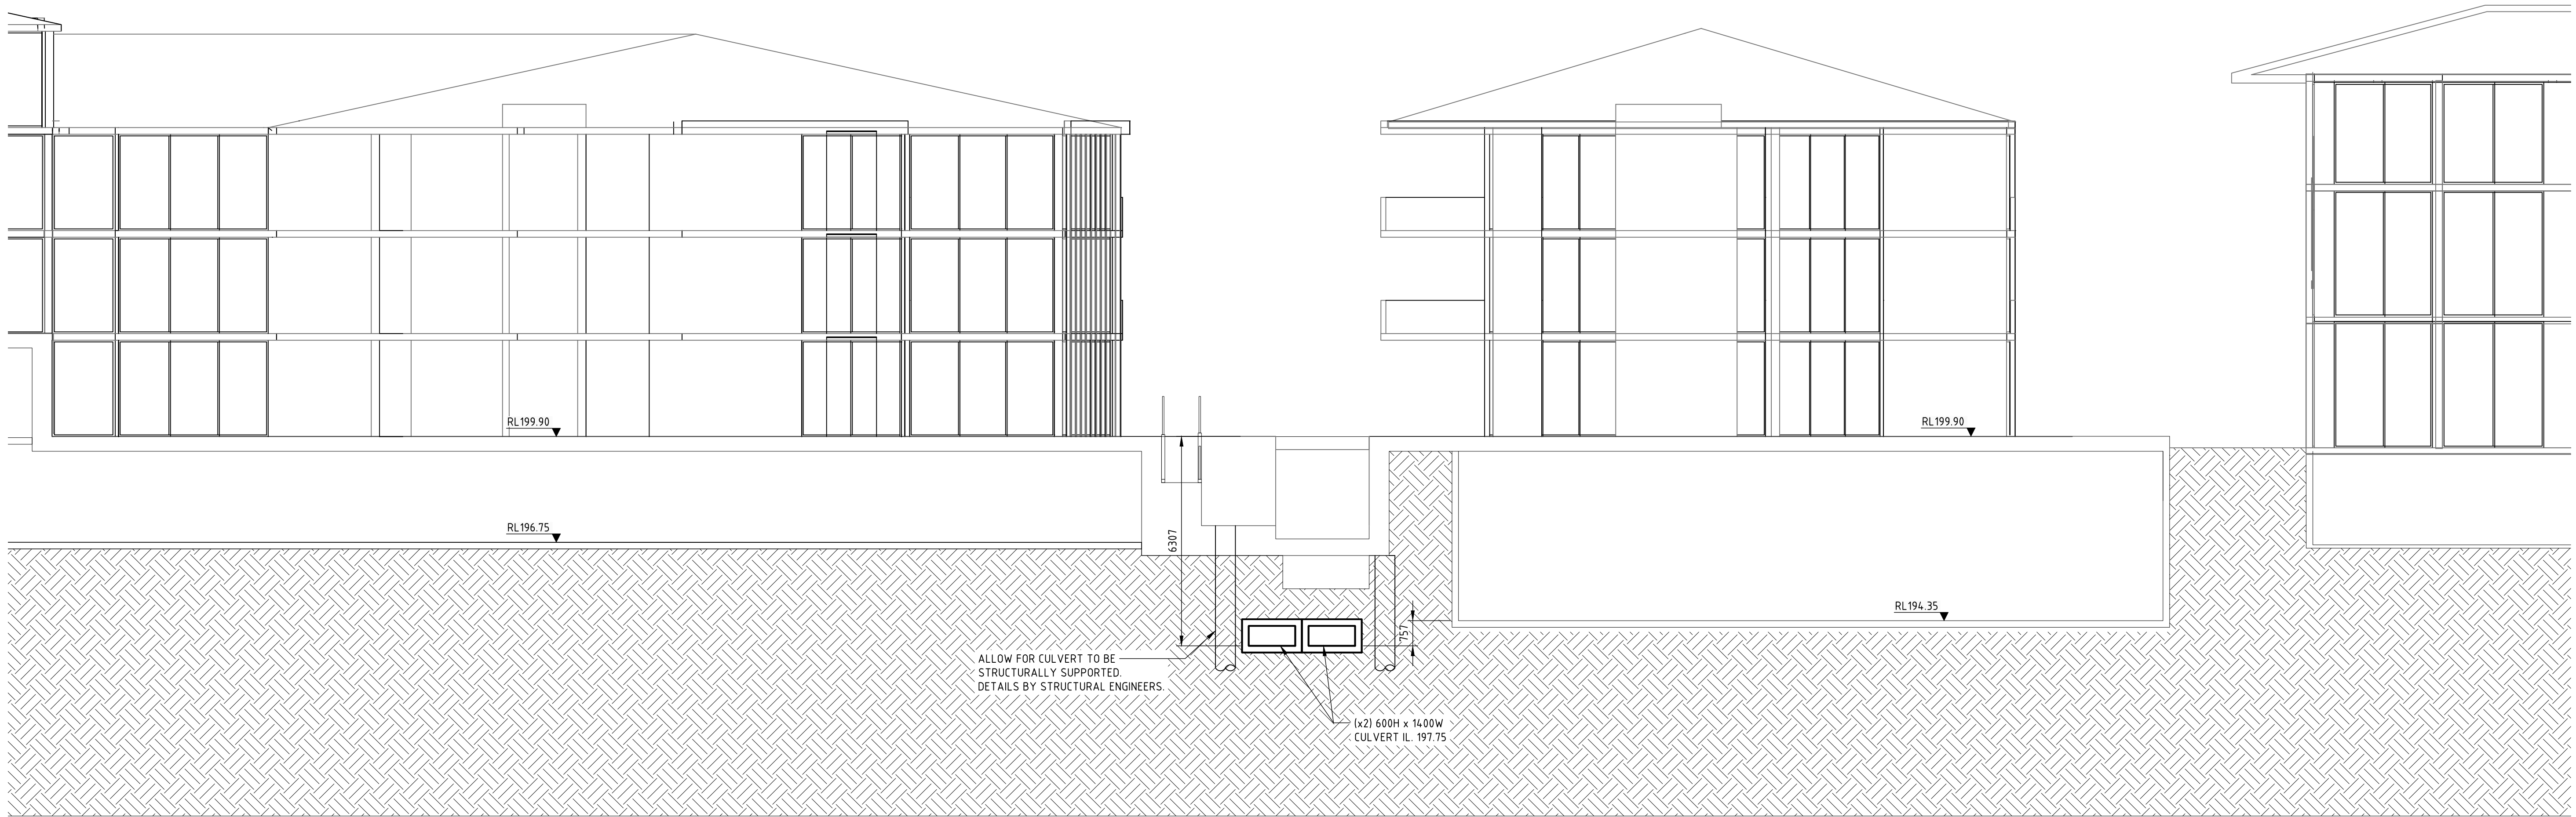 RL199.90
RL199.90
RL196.75
6307
RL194.35
757
ALLOW FOR CULVERT TO BE
STRUCTURALLY SUPPORTED.
DETAILS BY STRUCTURAL ENGINEERS.
(x2) 600H x 1400W
CULVERT IL. 197.75